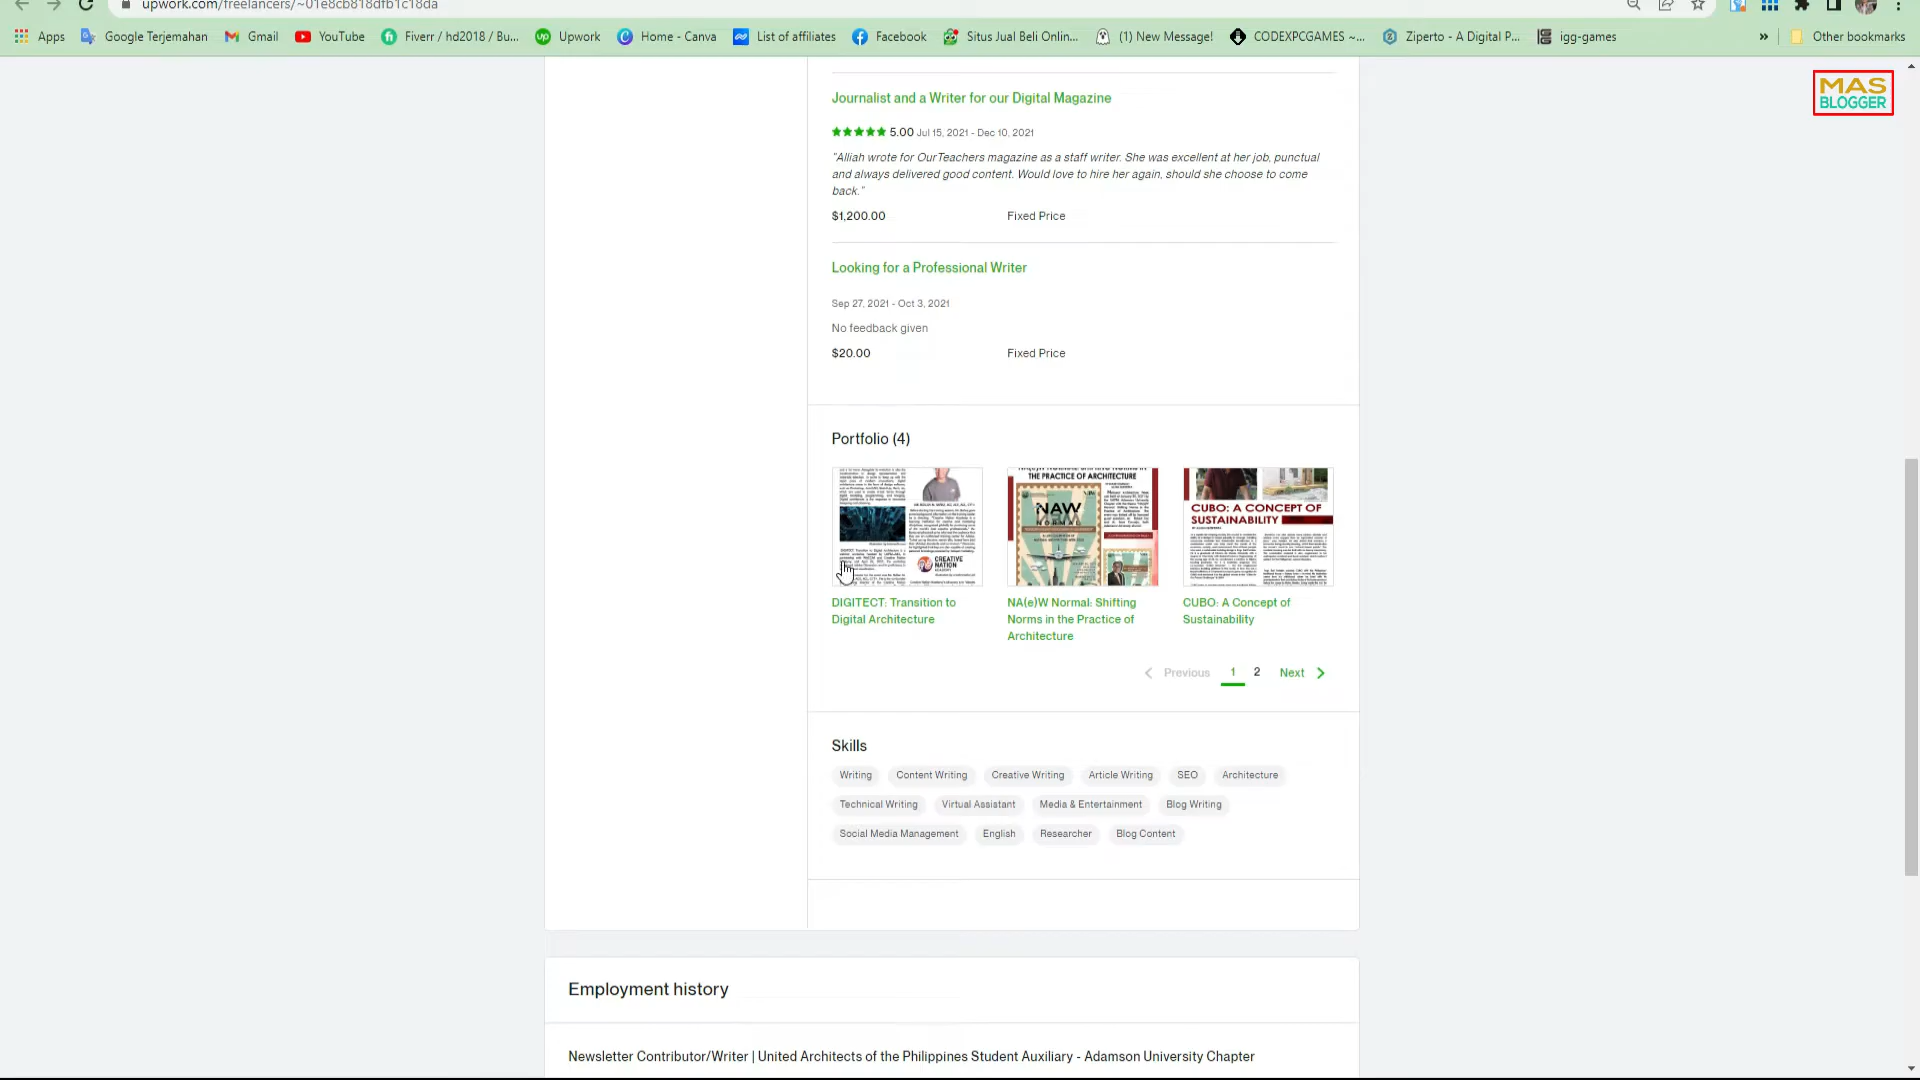 upwork.com/freelancers/~01e8cb818dfb1c18da
Apps Google Terjemahan Gmail YouTube Fiverr / hd2018 / Bu... Upwork Home - Canva List of affiliates Facebook Situs Jual Beli Onlin... (1) New Message! CODEXPCGAMES ~... Ziperto - A Digital P... igg-games » Other bookmarks
MAS
BLOGGER
Journalist and a Writer for our Digital Magazine
5.00 Jul 15, 2021 - Dec 10, 2021
"Alliah wrote for OurTeachers magazine as a staff writer. She was excellent at her job, punctual
and always delivered good content. Would love to hire her again, should she choose to come
back."
$1,200.00 Fixed Price
Looking for a Professional Writer
Sep 27, 2021 - Oct 3, 2021
No feedback given
$20.00 Fixed Price
Portfolio (4)
CREATIVE
NATION
THE PRACTICE OF ARCHITECTURE
NAW
NORMAL
CUBO: A CONCEPT OF
SUSTAINABILITY
DIGITECT: Transition to
Digital Architecture
NA(e)W Normal: Shifting
Norms in the Practice of
Architecture
CUBO: A Concept of
Sustainability
Previous 1 2 Next
Skills
Writing Content Writing Creative Writing Article Writing SEO Architecture
Technical Writing Virtual Assistant Media & Entertainment Blog Writing
Social Media Management English Researcher Blog Content
Employment history
Newsletter Contributor/Writer | United Architects of the Philippines Student Auxiliary - Adamson University Chapter